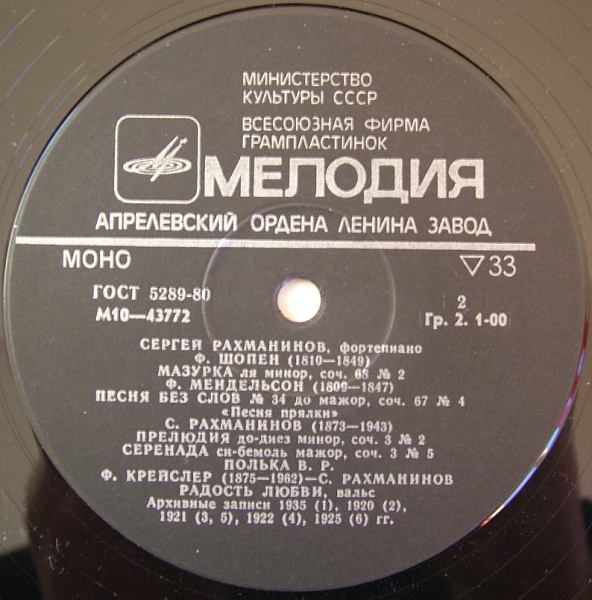 МИНИСТЕРСТВО
КУЛЬТУРЫ СССР
ВСЕСОЮЗНАЯ ФИРМА
ГРАМПЛАСТИНОК
МЕЛОДИЯ
АПРЕЛЕВСКИЙ ОРДЕНА ЛЕНИНА ЗАВОД
МОНО ▽33
ГОСТ 5289-80 2
М10—43772 Гр. 2. 1-00
СЕРГЕЙ РАХМАНИНОВ, фортепиано
Ф. ШОПЕН (1810—1849)
МАЗУРКА ля минор, соч. 68 № 2
Ф. МЕНДЕЛЬСОН (1809—1847)
ПЕСНЯ БЕЗ СЛОВ № 34 до мажор, соч. 67 № 4
«Песня прялки»
С. РАХМАНИНОВ (1873—1943)
ПРЕЛЮДИЯ до-диез минор, соч. 3 № 2
СЕРЕНАДА си-бемоль мажор, соч. 3 № 5
ПОЛЬКА В. Р.
Ф. КРЕЙСЛЕР (1875—1962)—С. РАХМАНИНОВ
РАДОСТЬ ЛЮБВИ, вальс
Архивные записи 1935 (1), 1920 (2),
1921 (3, 5), 1922 (4), 1925 (6) гг.